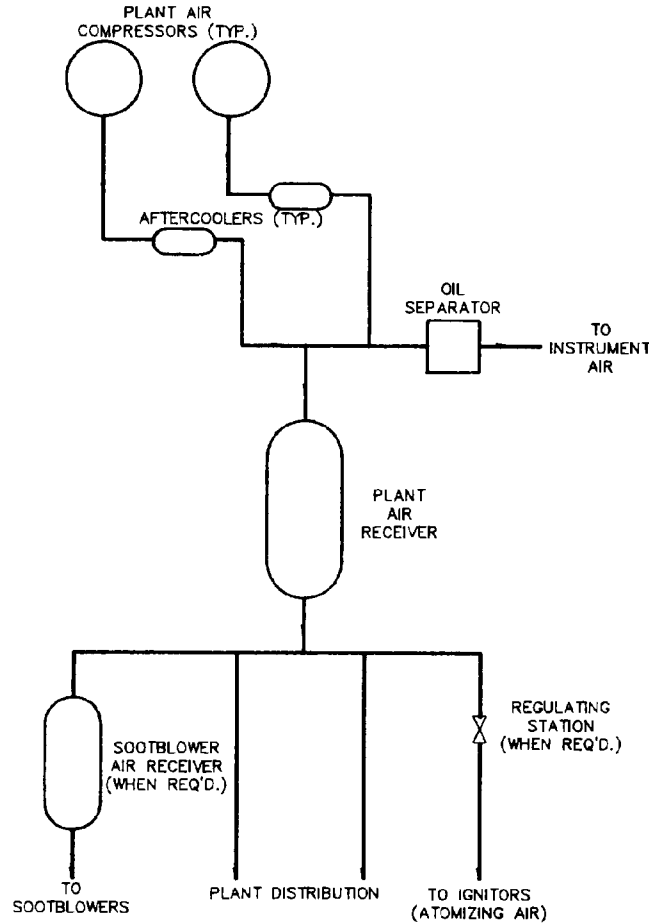 PLANT AIR
COMPRESSORS (TYP.)
AFTERCOOLERS (TYP.)
OIL
SEPARATOR
TO
INSTRUMENT
AIR
PLANT
AIR
RECEIVER
REGULATING
STATION
(WHEN REQ'D.)
SOOTBLOWER
AIR RECEIVER
(WHEN REQ'D.)
TO
SOOTBLOWERS
PLANT DISTRIBUTION
TO IGNITORS
(ATOMIZING AIR)